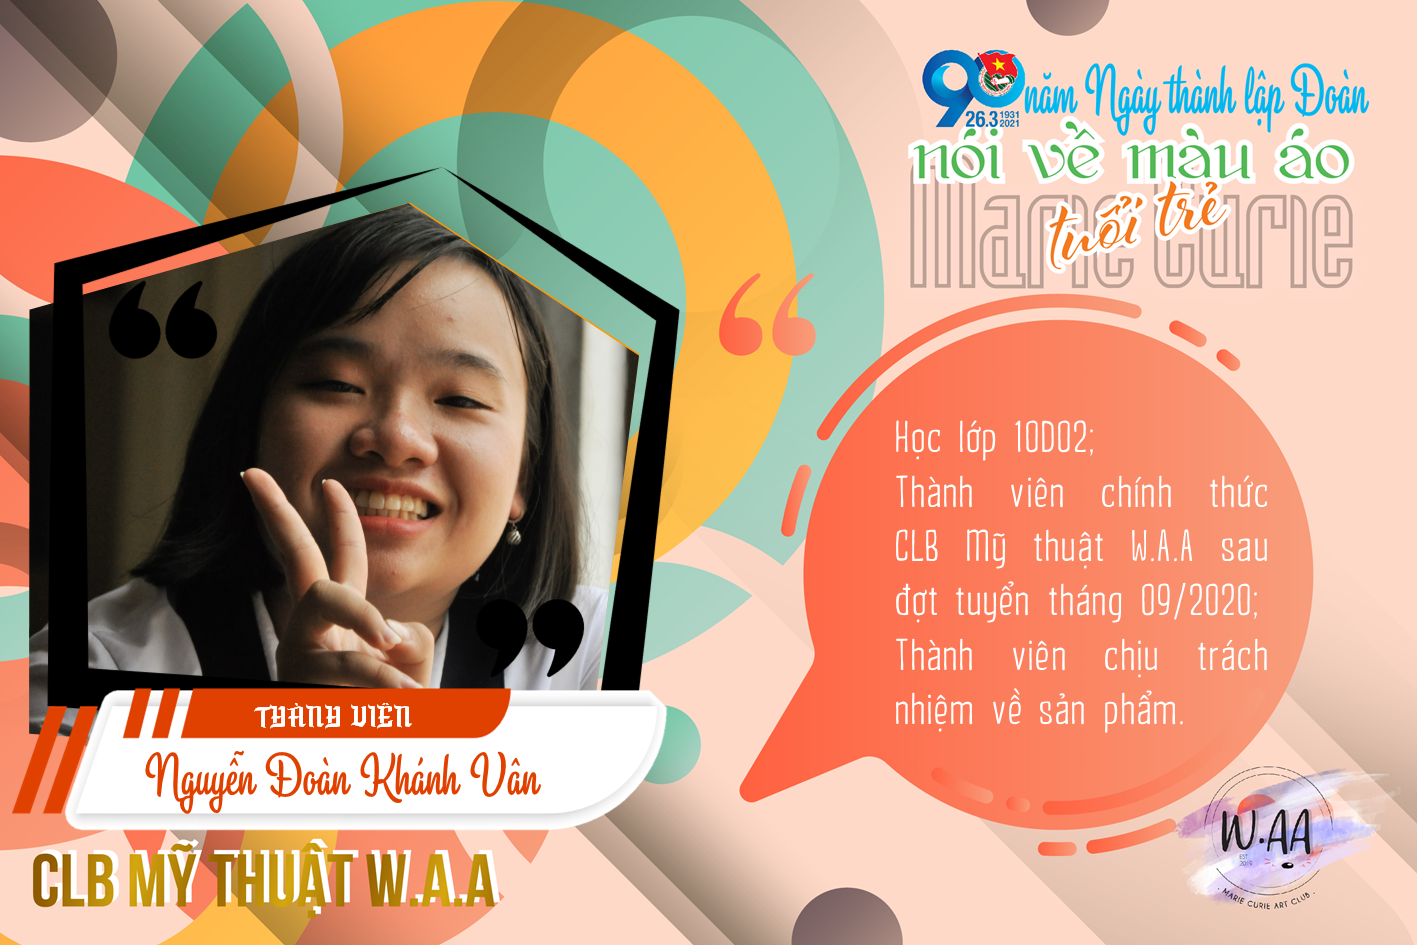 90 năm Ngày thành lập Đoàn
26.3 1931 2021
nói về màu áo
tuổi trẻ
Marie Curie
Học lớp 10D02;
Thành viên chính thức
CLB Mỹ thuật W.A.A sau
đợt tuyển tháng 09/2020;
Thành viên chịu trách
nhiệm về sản phẩm.
THÀNH VIÊN
Nguyễn Đoàn Khánh Vân
CLB MỸ THUẬT W.A.A
W.AA
EST
MARIE CURIE ART CLUB